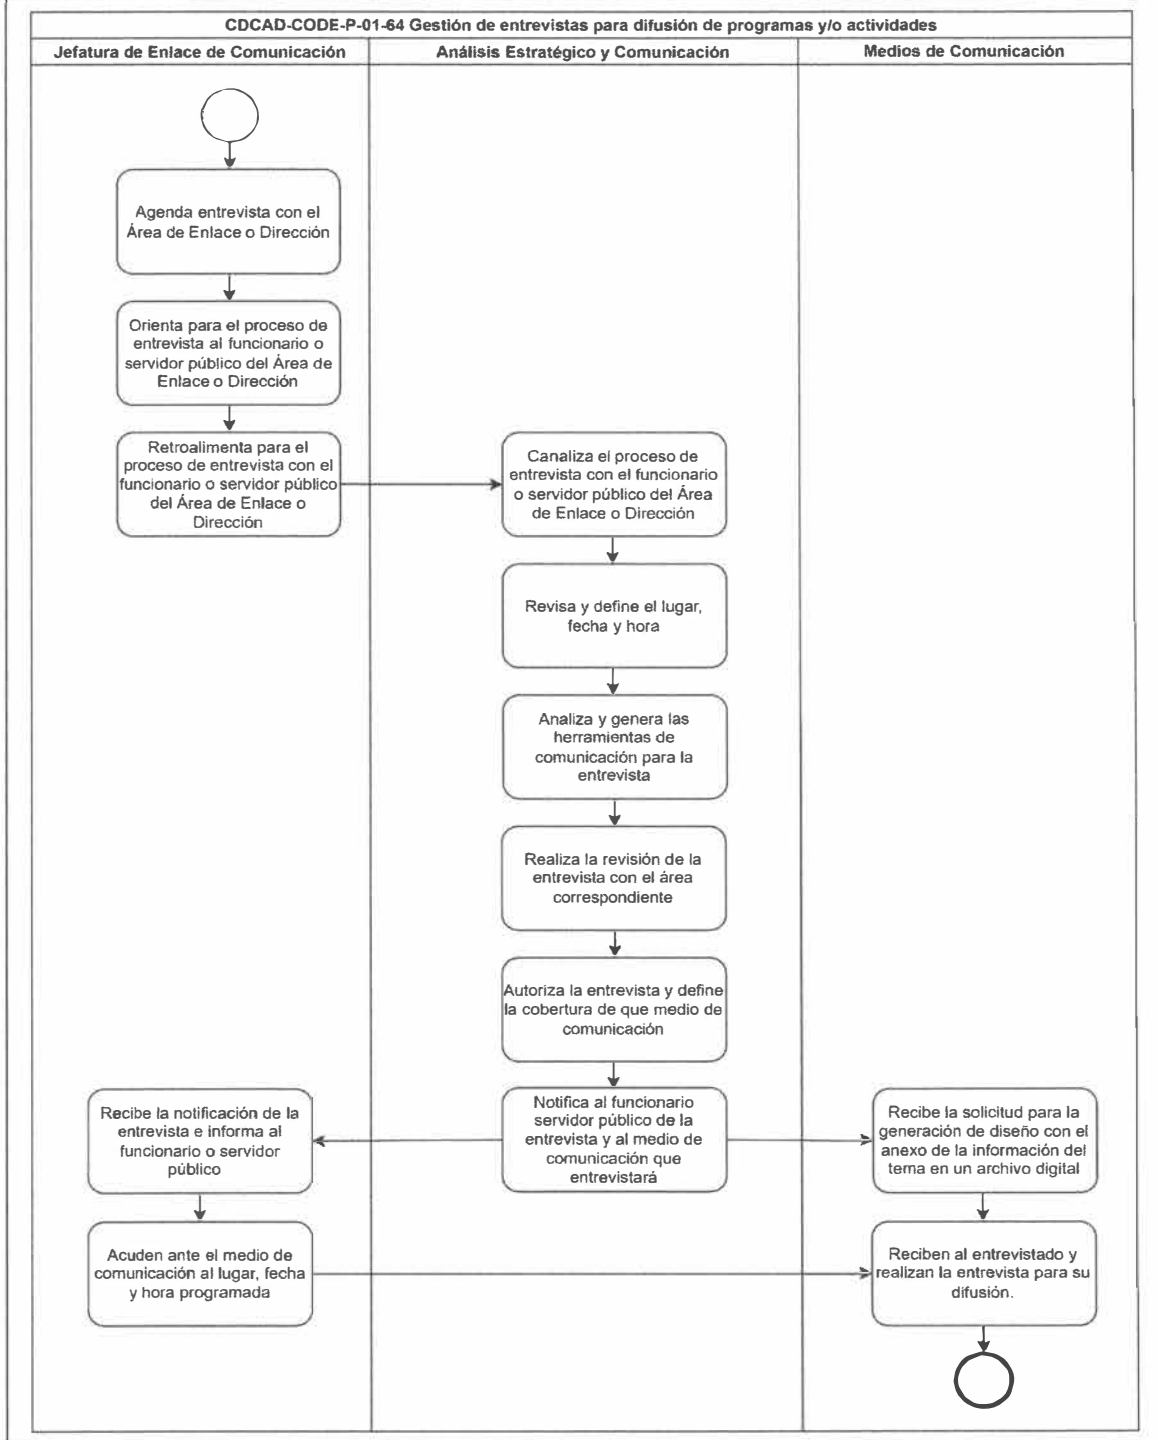 CDCAD-CODE-P-01-64 Gestión de entrevistas para difusión de programas y/o actividades
Jefatura de Enlace de Comunicación
Análisis Estratégico y Comunicación
Medios de Comunicación
Agenda entrevista con el
Área de Enlace o Dirección
Orienta para el proceso de
entrevista al funcionario o
servidor público del Área de
Enlace o Dirección
Retroalimenta para el
proceso de entrevista con el
funcionario o servidor público
del Área de Enlace o
Dirección
Canaliza el proceso de
entrevista con el funcionario
o servidor público del Área
de Enlace o Dirección
Revisa y define el lugar,
fecha y hora
Analiza y genera las
herramientas de
comunicación para la
entrevista
Realiza la revisión de la
entrevista con el área
correspondiente
Autoriza la entrevista y define
la cobertura de que medio de
comunicación
Notifica al funcionario
servidor público de la
entrevista y al medio de
comunicación que
entrevistará
Recibe la notificación de la
entrevista e informa al
funcionario o servidor
público
Recibe la solicitud para la
generación de diseño con el
anexo de la información del
tema en un archivo digital
Acuden ante el medio de
comunicación al lugar, fecha
y hora programada
Reciben al entrevistado y
realizan la entrevista para su
difusión.